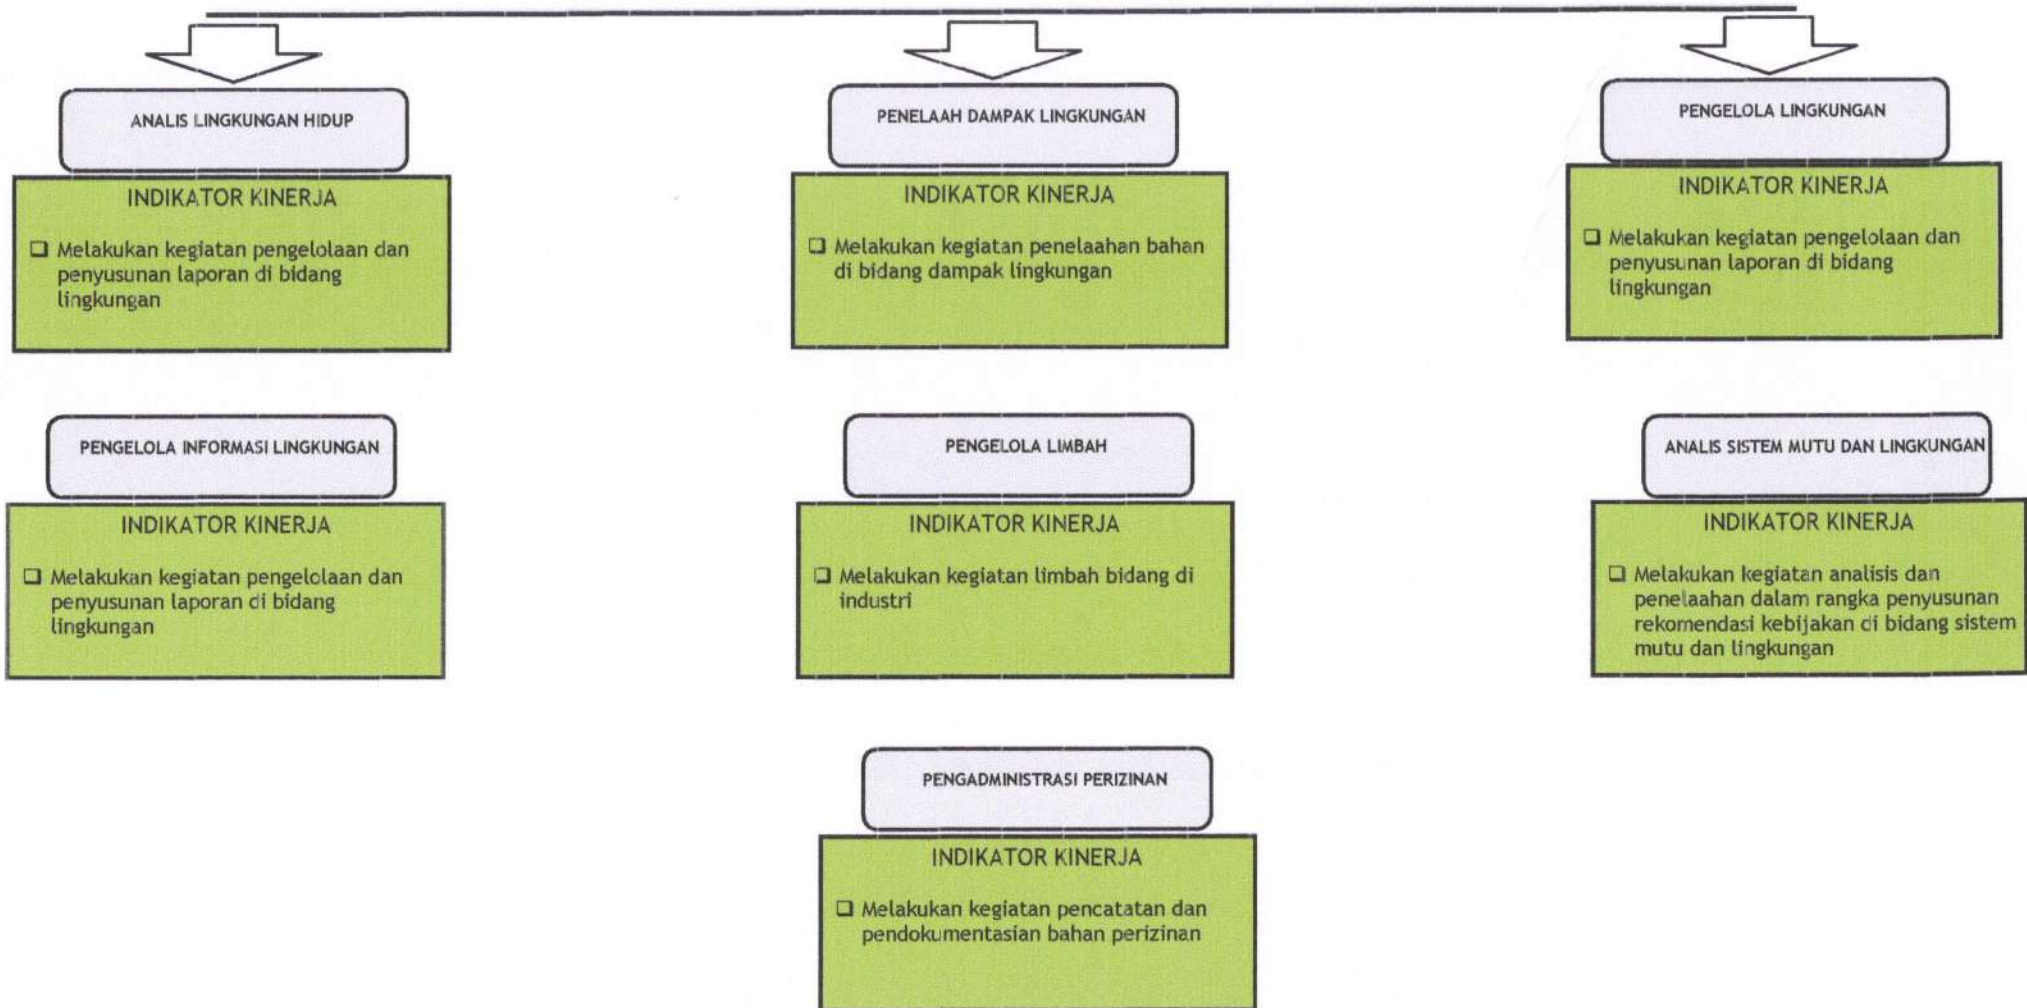 ANALIS LINGKUNGAN HIDUP
INDIKATOR KINERJA
❑ Melakukan kegiatan pengelolaan dan
penyusunan laporan di bidang
lingkungan
PENELAAH DAMPAK LINGKUNGAN
INDIKATOR KINERJA
❑ Melakukan kegiatan penelaahan bahan
di bidang dampak lingkungan
PENGELOLA LINGKUNGAN
INDIKATOR KINERJA
❑ Melakukan kegiatan pengelolaan dan
penyusunan laporan di bidang
lingkungan
PENGELOLA INFORMASI LINGKUNGAN
INDIKATOR KINERJA
❑ Melakukan kegiatan pengelolaan dan
penyusunan laporan di bidang
lingkungan
PENGELOLA LIMBAH
INDIKATOR KINERJA
❑ Melakukan kegiatan limbah bidang di
industri
ANALIS SISTEM MUTU DAN LINGKUNGAN
INDIKATOR KINERJA
❑ Melakukan kegiatan analisis dan
penelaahan dalam rangka penyusunan
rekomendasi kebijakan di bidang sistem
mutu dan lingkungan
PENGADMINISTRASI PERIZINAN
INDIKATOR KINERJA
❑ Melakukan kegiatan pencatatan dan
pendokumentasian bahan perizinan